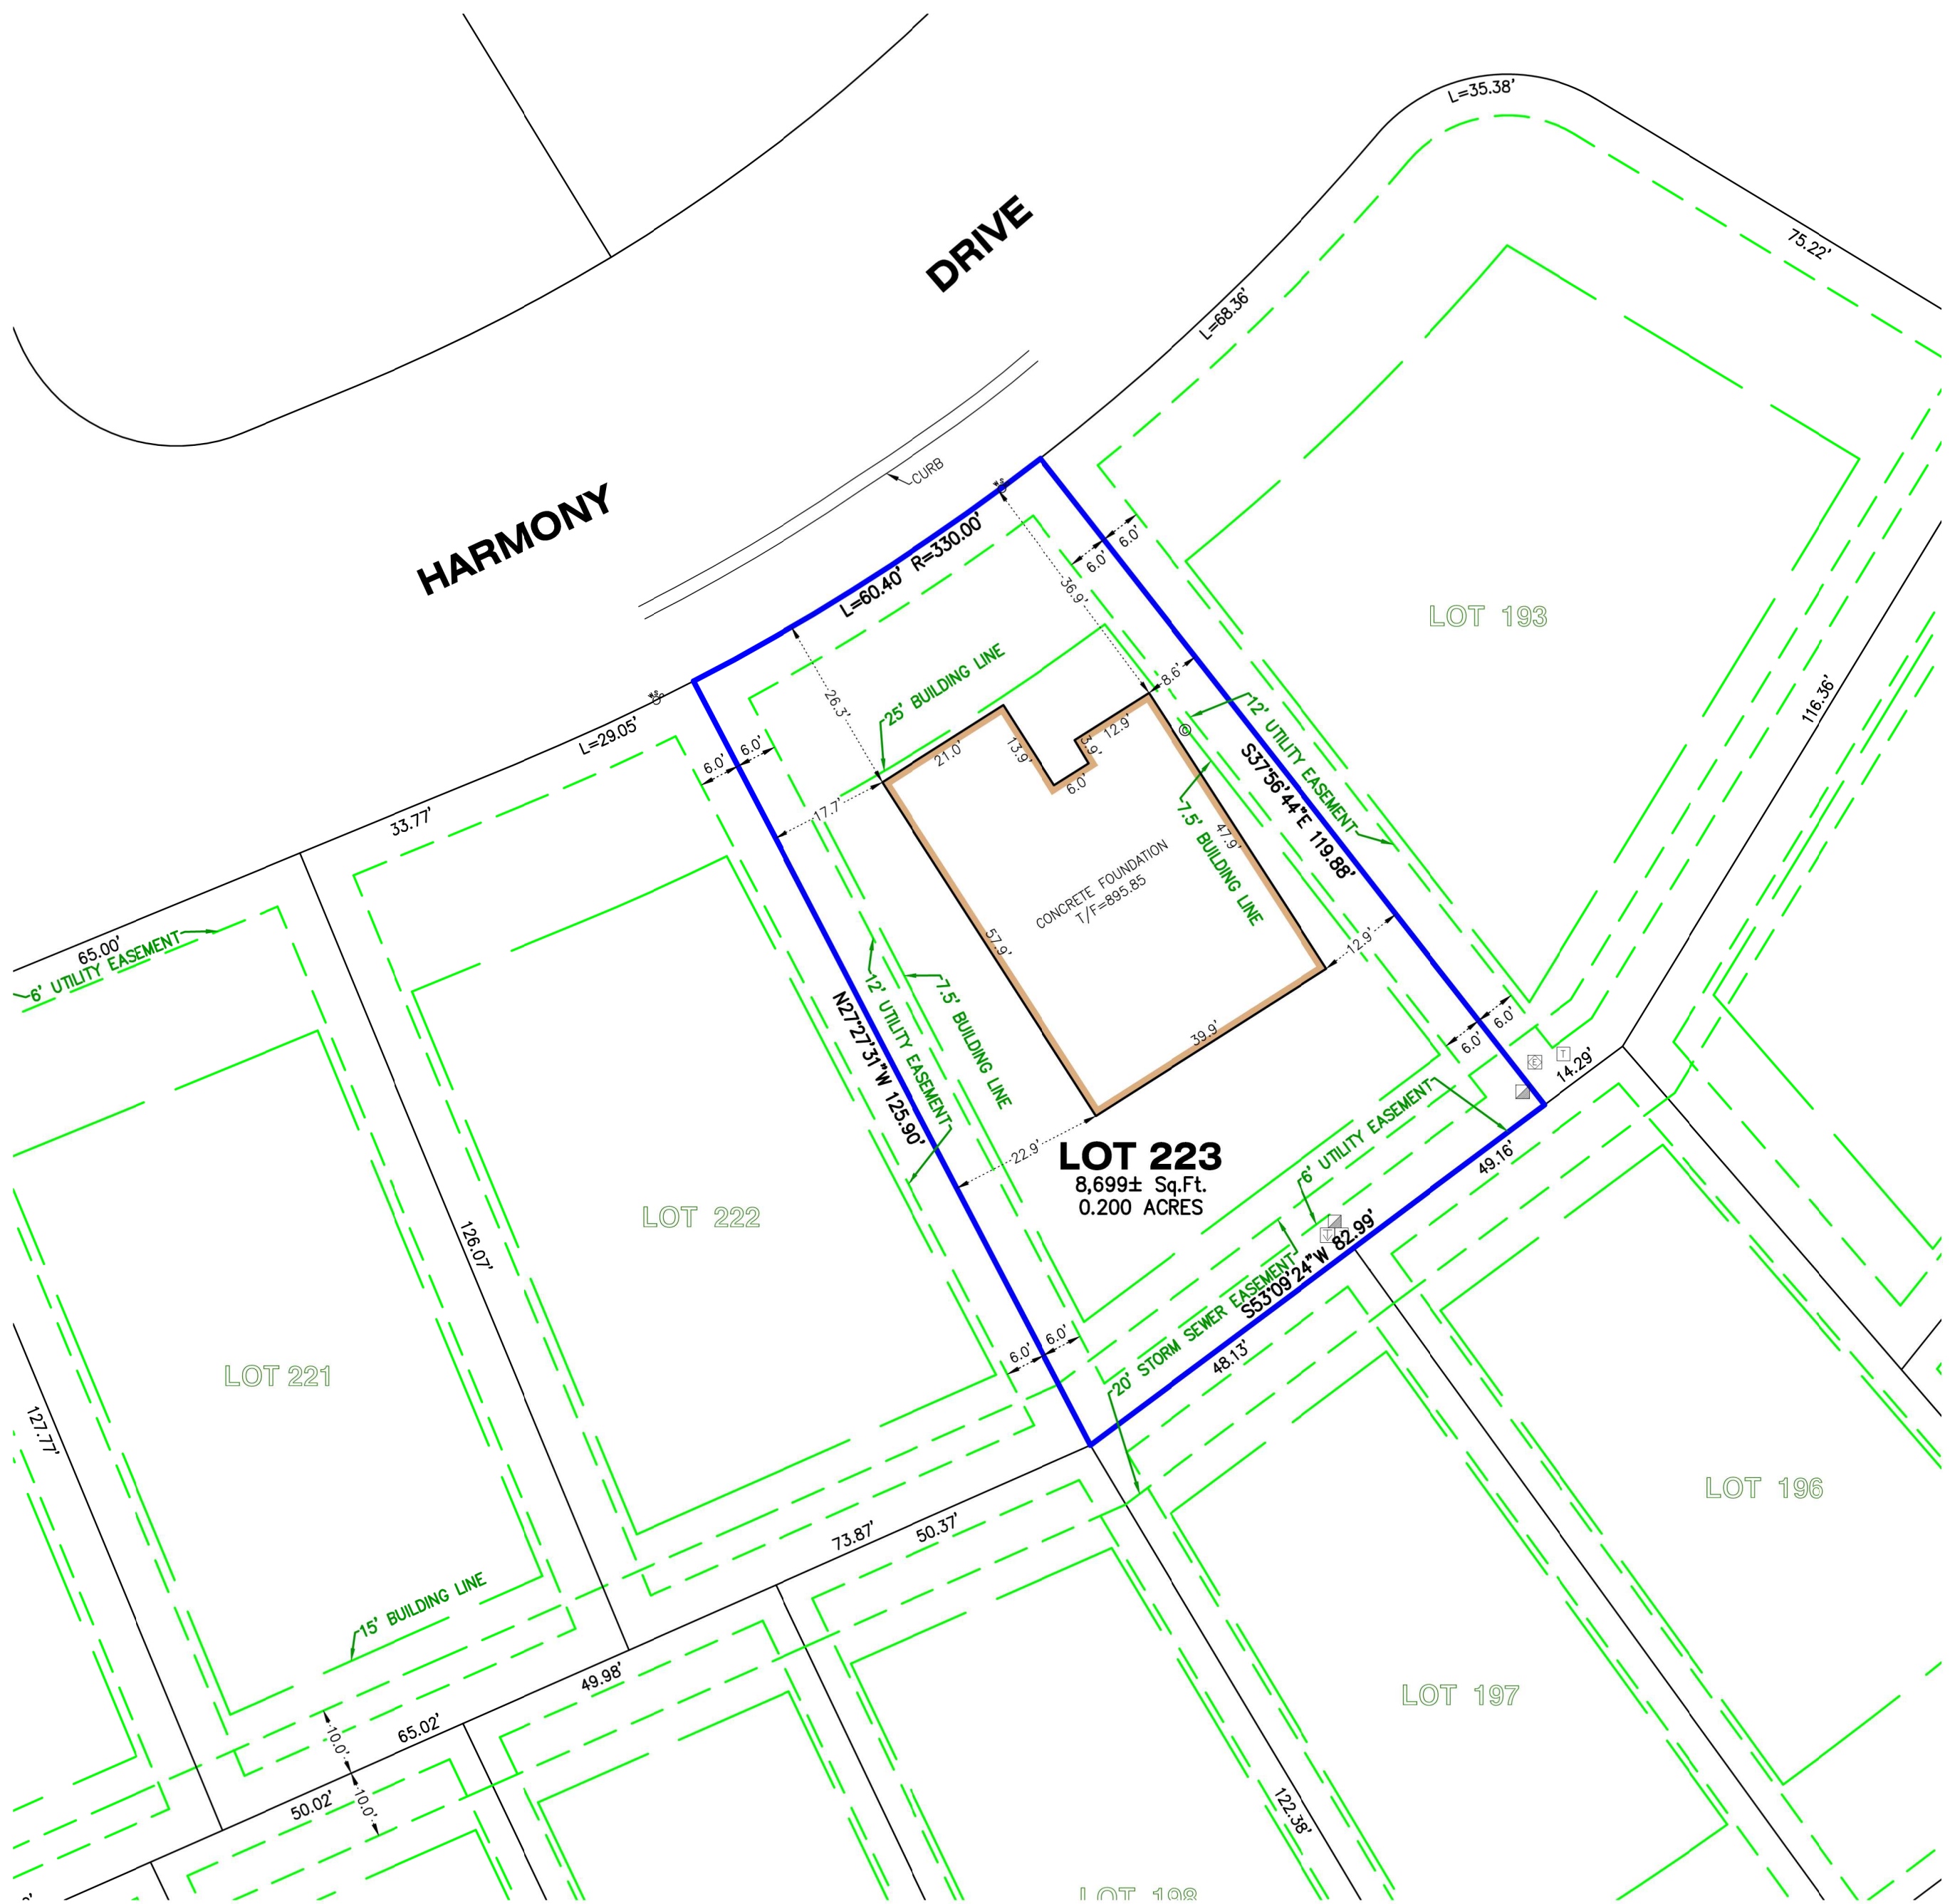 L=35.38'
75.22'
DRIVE
L=68.36'
CURB
HARMONY
L=60.40' R=330.00'
6.0'
6.0'
36.9'
LOT 193
25' BUILDING LINE
8.6'
12' UTILITY EASEMENT
116.36'
26.3'
L=29.05'
6.0'
6.0'
21.0'
13.9'
3.9'
12.9'
6.0'
S37°56'44"E 119.88'
17.7'
33.77'
7.5' BUILDING LINE
47.9'
CONCRETE FOUNDATION
T/F=895.85
65.00'
6' UTILITY EASEMENT
57.9'
12.9'
12' UTILITY EASEMENT
7.5' BUILDING LINE
N27°27'31"W 125.90'
39.9'
6.0'
6.0'
E
T
14.29'
22.9'
LOT 223
8,699± Sq.Ft.
0.200 ACRES
6' UTILITY EASEMENT
49.16'
LOT 222
126.07'
S53°09'24"W 82.99'
20' STORM SEWER EASEMENT
6.0'
6.0'
48.13'
LOT 221
127.77'
LOT 196
73.87'
50.37'
15' BUILDING LINE
49.98'
65.02'
LOT 197
10.0'
10.0'
50.02'
122.38'
LOT 198